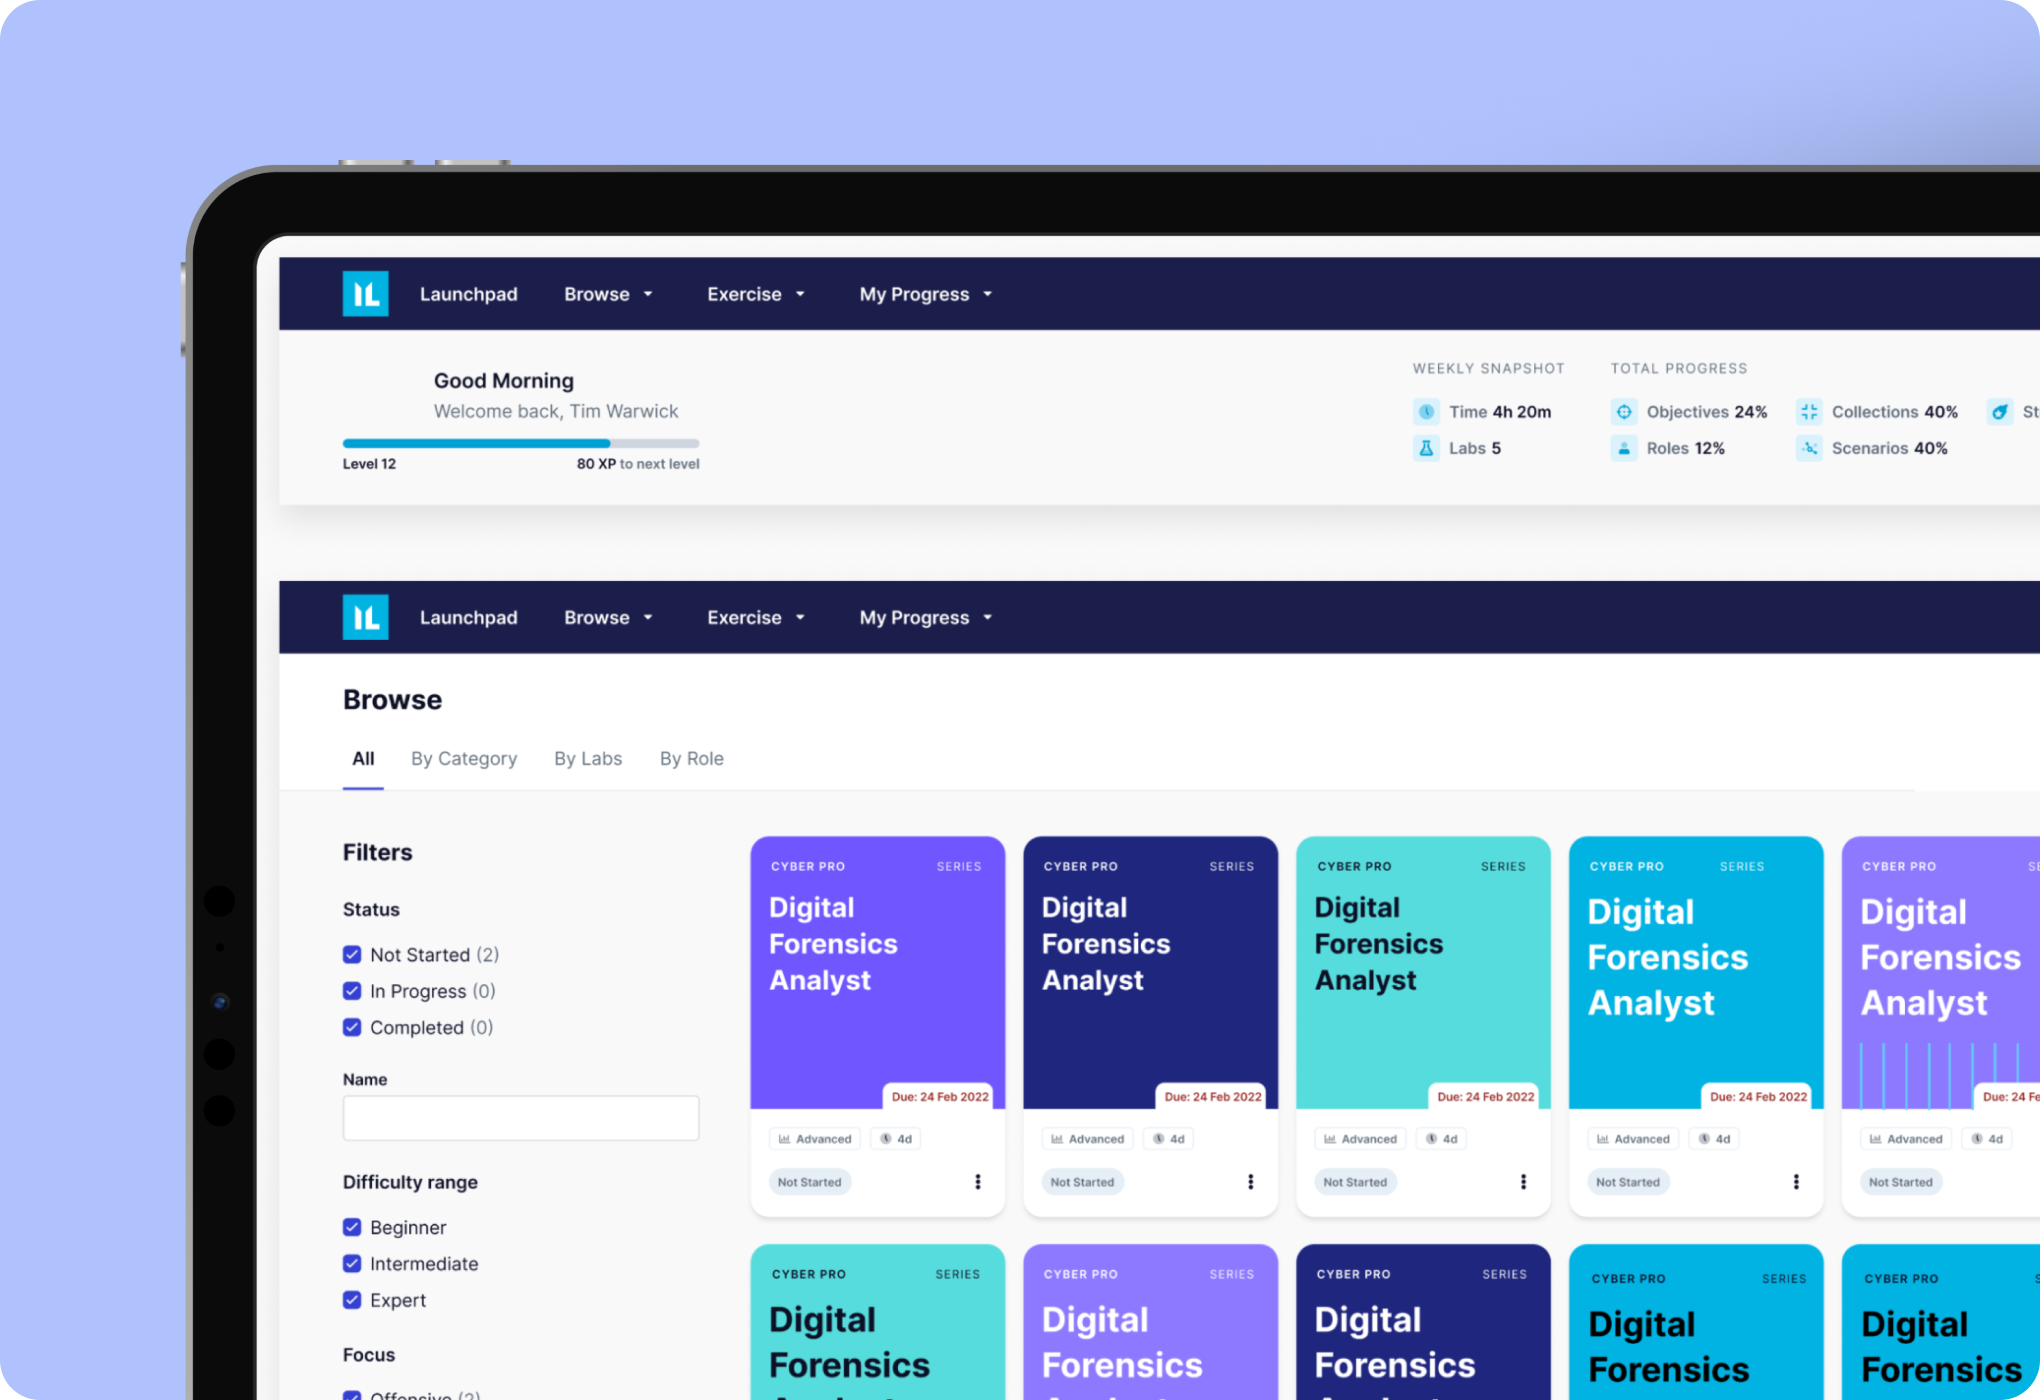 IL
Launchpad
Browse
Exercise
My Progress
Good Morning
Welcome back, Tim Warwick
Level 12
80 XP to next level
WEEKLY SNAPSHOT
Time 4h 20m
Labs 5
TOTAL PROGRESS
Objectives 24%
Collections 40%
Roles 12%
Scenarios 40%
IL
Launchpad
Browse
Exercise
My Progress
Browse
All
By Category
By Labs
By Role
Filters
Status
Not Started (2)
In Progress (0)
Completed (0)
Name
Difficulty range
Beginner
Intermediate
Expert
Focus
Offensive (2)
CYBER PRO
SERIES
Digital
Forensics
Analyst
Due: 24 Feb 2022
Advanced
4d
Not Started
CYBER PRO
SERIES
Digital
Forensics
Analyst
Due: 24 Feb 2022
Advanced
4d
Not Started
CYBER PRO
SERIES
Digital
Forensics
Analyst
Due: 24 Feb 2022
Advanced
4d
Not Started
CYBER PRO
SERIES
Digital
Forensics
Analyst
Due: 24 Feb 2022
Advanced
4d
Not Started
CYBER PRO
Digital
Forensics
Analyst
Due: 24
Advanced
4d
Not Started
CYBER PRO
SERIES
Digital
Forensics
CYBER PRO
SERIES
Digital
Forensics
CYBER PRO
SERIES
Digital
Forensics
CYBER PRO
SERIES
Digital
Forensics
CYBER PRO
Digital
Forensics